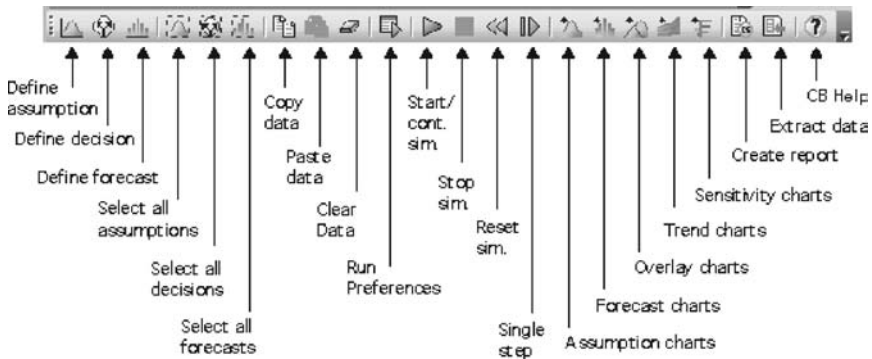 Define
assumption
Define decision
Define forecast
Select all
assumptions
Select all
decisions
Select all
forecasts
Copy
data
Paste
data
Clear
Data
Run
Preferences
Start/
cont.
sim.
Stop
sim.
Reset
sim.
Single
step
Assumption charts
Forecast charts
Overlay charts
Trend charts
Sensitivity charts
Create report
Extract data
CB Help
?